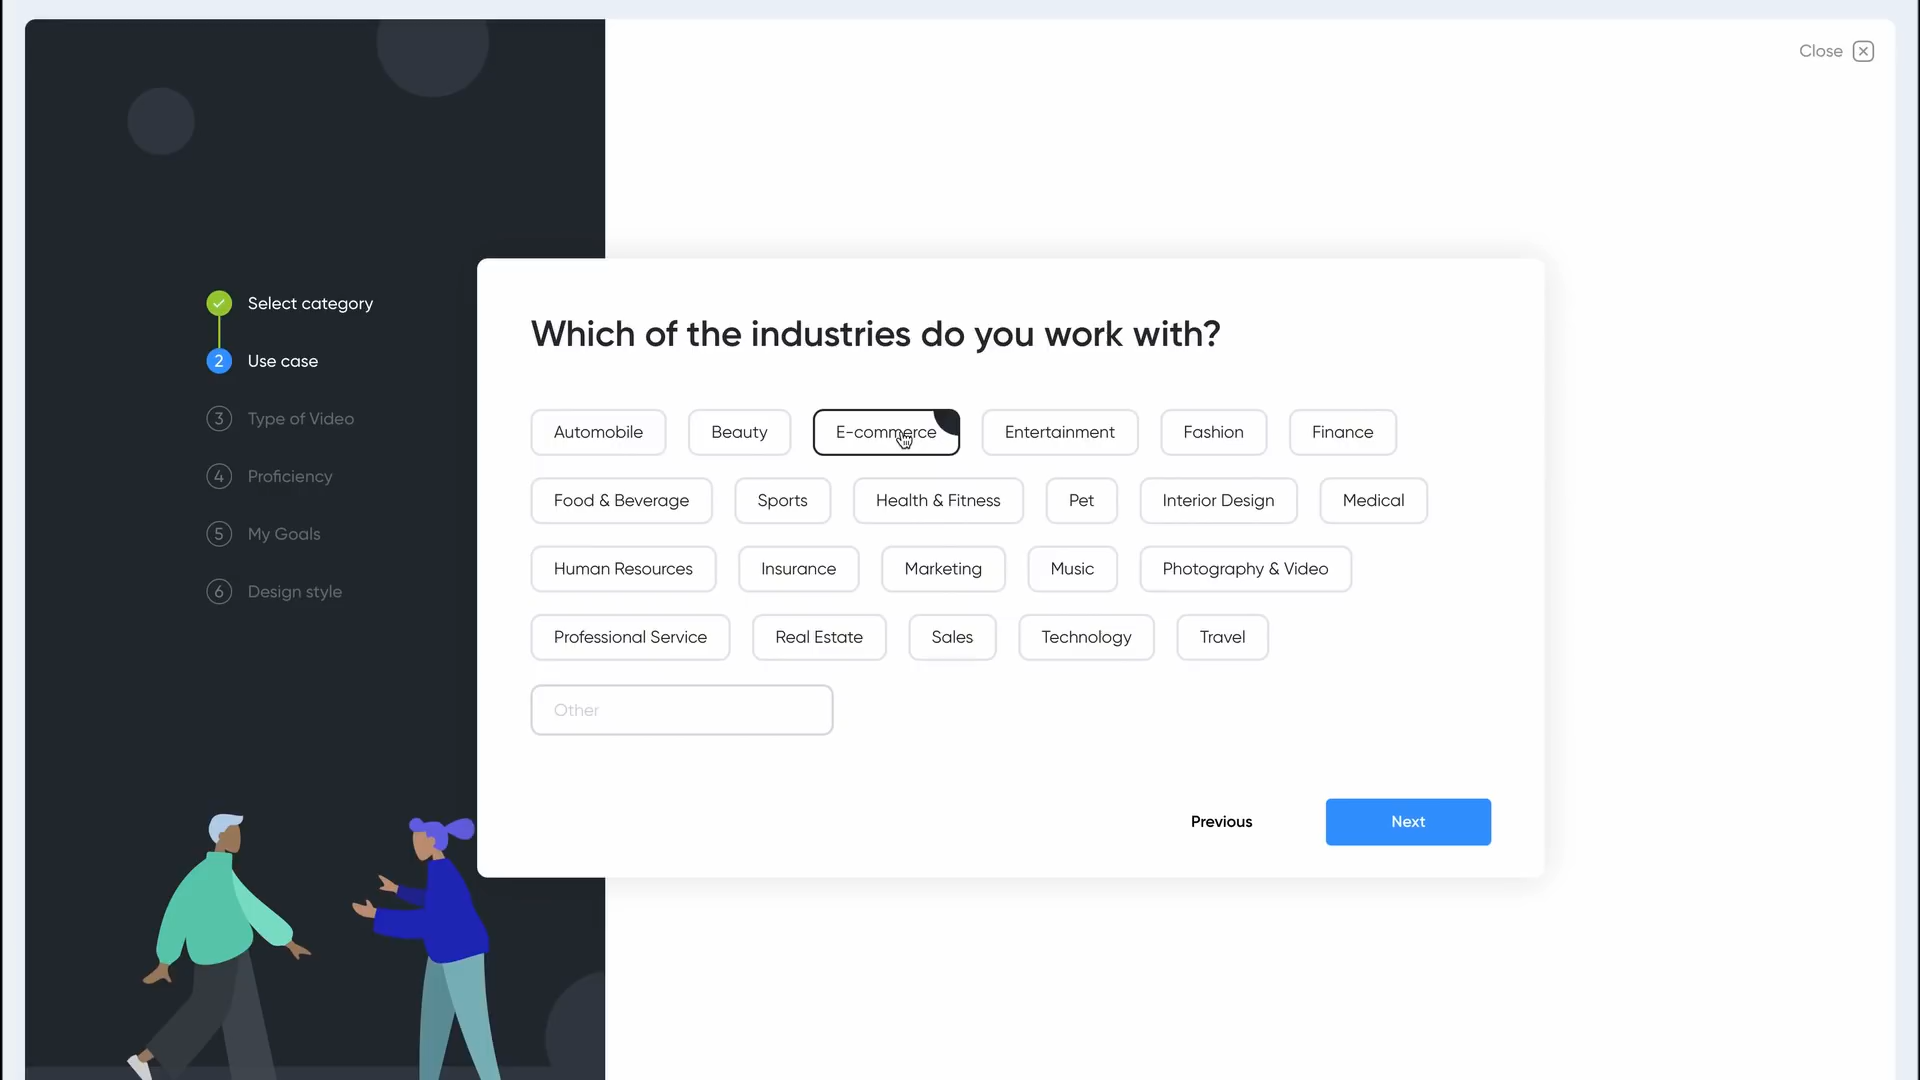 Close
Select category
2 Use case
3 Type of Video
4 Proficiency
5 My Goals
6 Design style
Which of the industries do you work with?
Automobile Beauty E-commerce Entertainment Fashion Finance
Food & Beverage Sports Health & Fitness Pet Interior Design Medical
Human Resources Insurance Marketing Music Photography & Video
Professional Service Real Estate Sales Technology Travel
Other
Previous Next